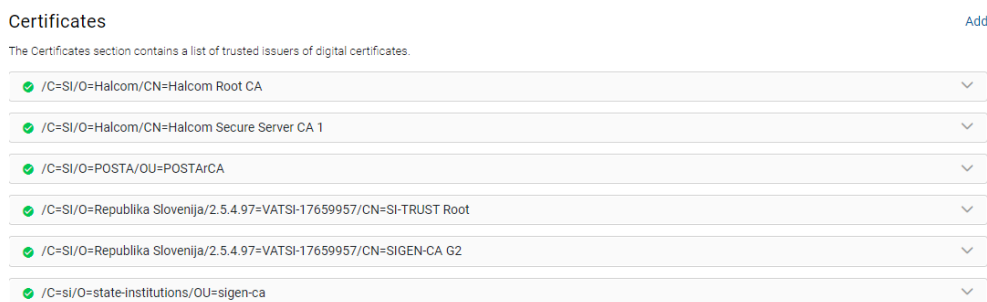 Certificates
Add
The Certificates section contains a list of trusted issuers of digital certificates.
/C=SI/O=Halcom/CN=Halcom Root CA
/C=SI/O=Halcom/CN=Halcom Secure Server CA 1
/C=SI/O=POSTA/OU=POSTArCA
/C=SI/O=Republika Slovenija/2.5.4.97=VATSI-17659957/CN=SI-TRUST Root
/C=SI/O=Republika Slovenija/2.5.4.97=VATSI-17659957/CN=SIGEN-CA G2
/C=si/O=state-institutions/OU=sigen-ca